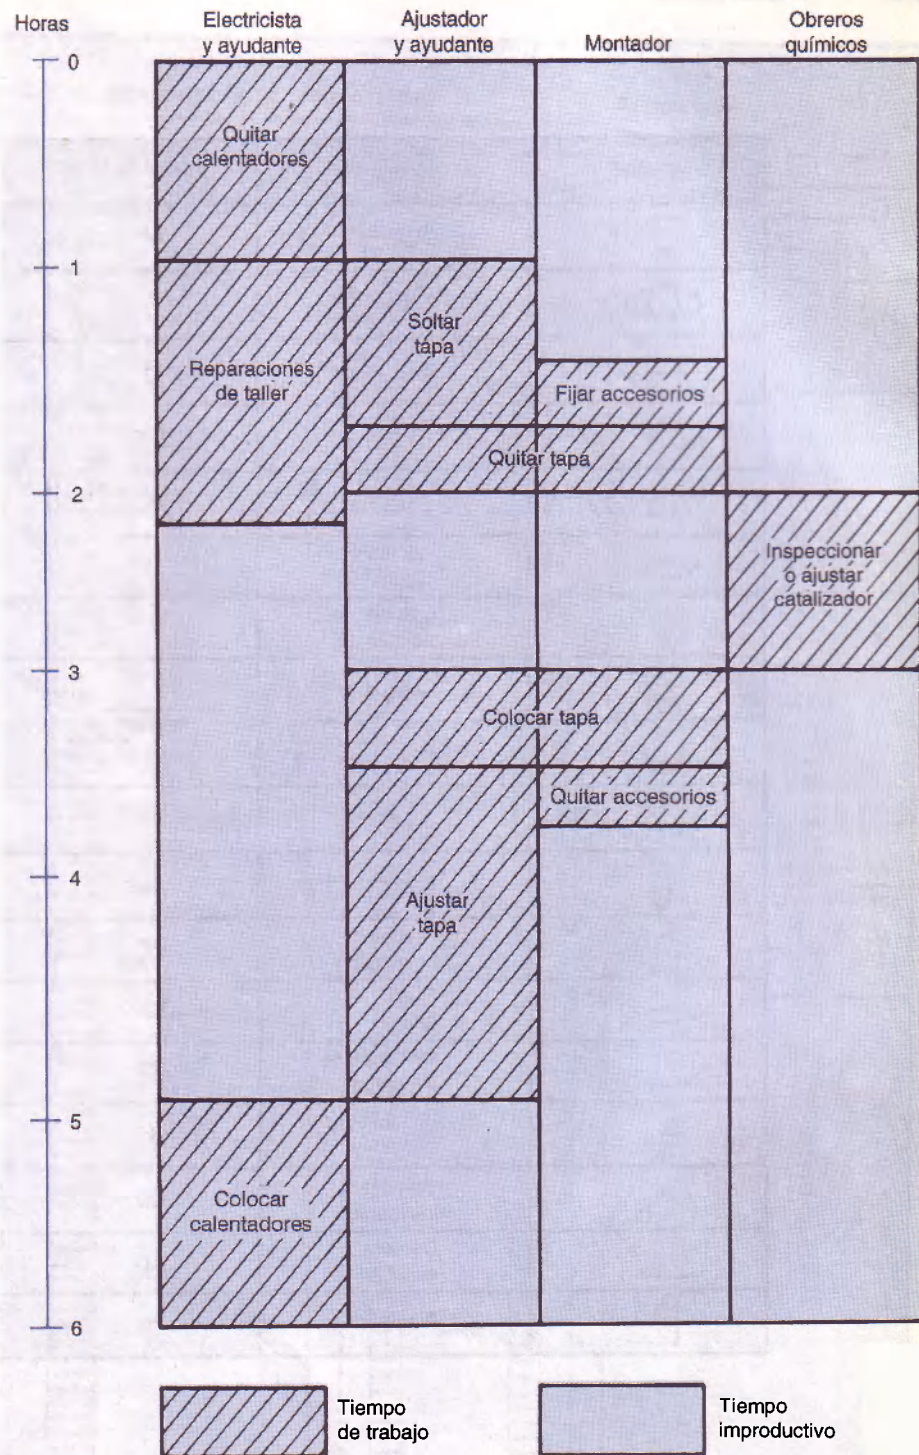 Horas
Electricista
y ayudante
Ajustador
y ayudante
Montador
Obreros
químicos
0
Quitar
calentadores
1
Soltar
tapa
Reparaciones
de taller
Fijar accesorios
Quitar tapa
2
Inspeccionar
o ajustar
catalizador
3
Colocar tapa
Quitar accesorios
4
Ajustar
tapa
5
Colocar
calentadores
6
Tiempo
de trabajo
Tiempo
improductivo